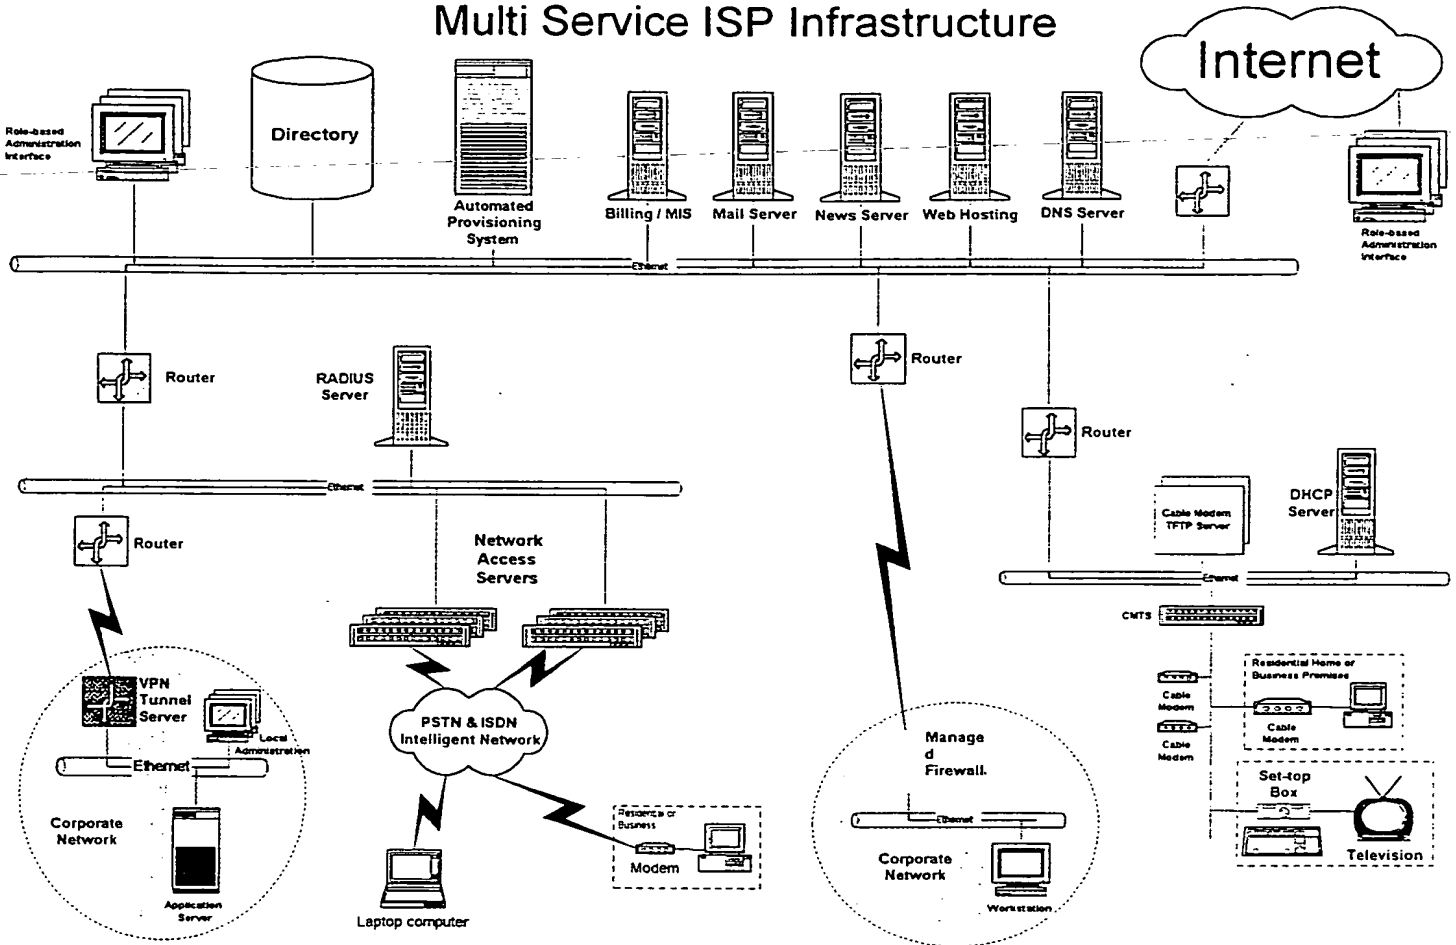 Multi Service ISP Infrastructure
Internet
Role-based
Administration
Interface
Directory
Automated
Provisioning
System
Billing / MIS
Mail Server
News Server
Web Hosting
DNS Server
Role-based
Administration
Interface
Ethernet
Router
RADIUS
Server
Router
Router
Ethernet
Router
Network
Access
Servers
Cable Modem
TFTP Server
DHCP
Server
Ethernet
CMTS
VPN
Tunnel
Server
Local
Administration
Ethernet
Corporate
Network
Application
Server
PSTN & ISDN
Intelligent Network
Laptop computer
Residential or
Business
Modem
Manage
d
Firewall.
Ethernet
Corporate
Network
Workstation
Cable
Modem
Cable
Modem
Residential Home or
Business Premises
Cable
Modem
Set-top
Box
Television